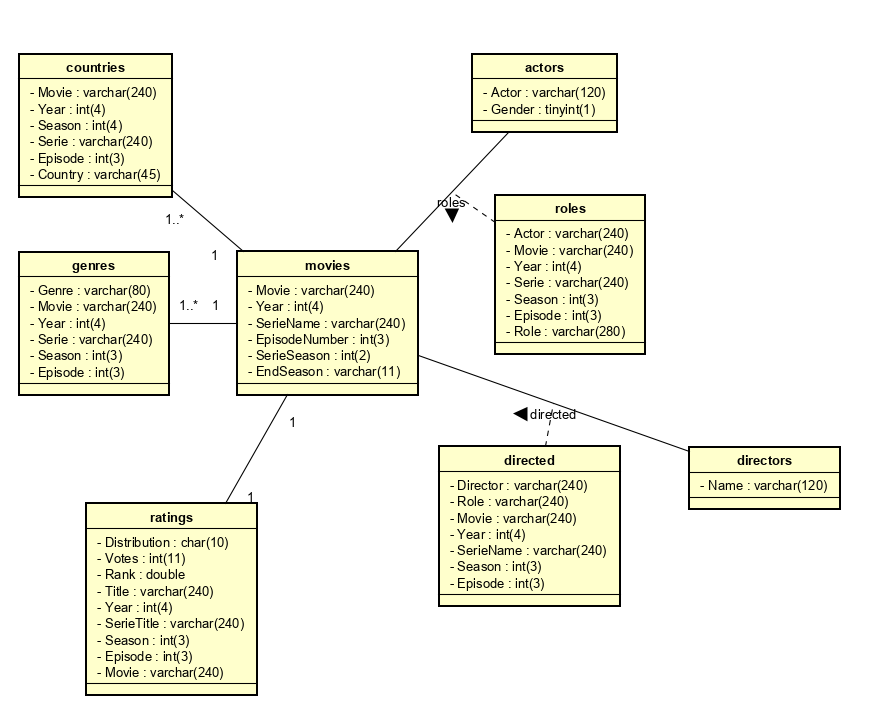 countries
- Movie : varchar(240)
- Year : int(4)
- Season : int(4)
- Serie : varchar(240)
- Episode : int(3)
- Country : varchar(45)
actors
- Actor : varchar(120)
- Gender : tinyint(1)
1..*
1
roles
roles
- Actor : varchar(240)
- Movie : varchar(240)
- Year : int(4)
- Serie : varchar(240)
- Season : int(3)
- Episode : int(3)
- Role : varchar(280)
genres
- Genre : varchar(80)
- Movie : varchar(240)
- Year : int(4)
- Serie : varchar(240)
- Season : int(3)
- Episode : int(3)
1..*
1
movies
- Movie : varchar(240)
- Year : int(4)
- SerieName : varchar(240)
- EpisodeNumber : int(3)
- SerieSeason : int(2)
- EndSeason : varchar(11)
1
1
directed
directed
- Director : varchar(240)
- Role : varchar(240)
- Movie : varchar(240)
- Year : int(4)
- SerieName : varchar(240)
- Season : int(3)
- Episode : int(3)
directors
- Name : varchar(120)
ratings
- Distribution : char(10)
- Votes : int(11)
- Rank : double
- Title : varchar(240)
- Year : int(4)
- SerieTitle : varchar(240)
- Season : int(3)
- Episode : int(3)
- Movie : varchar(240)